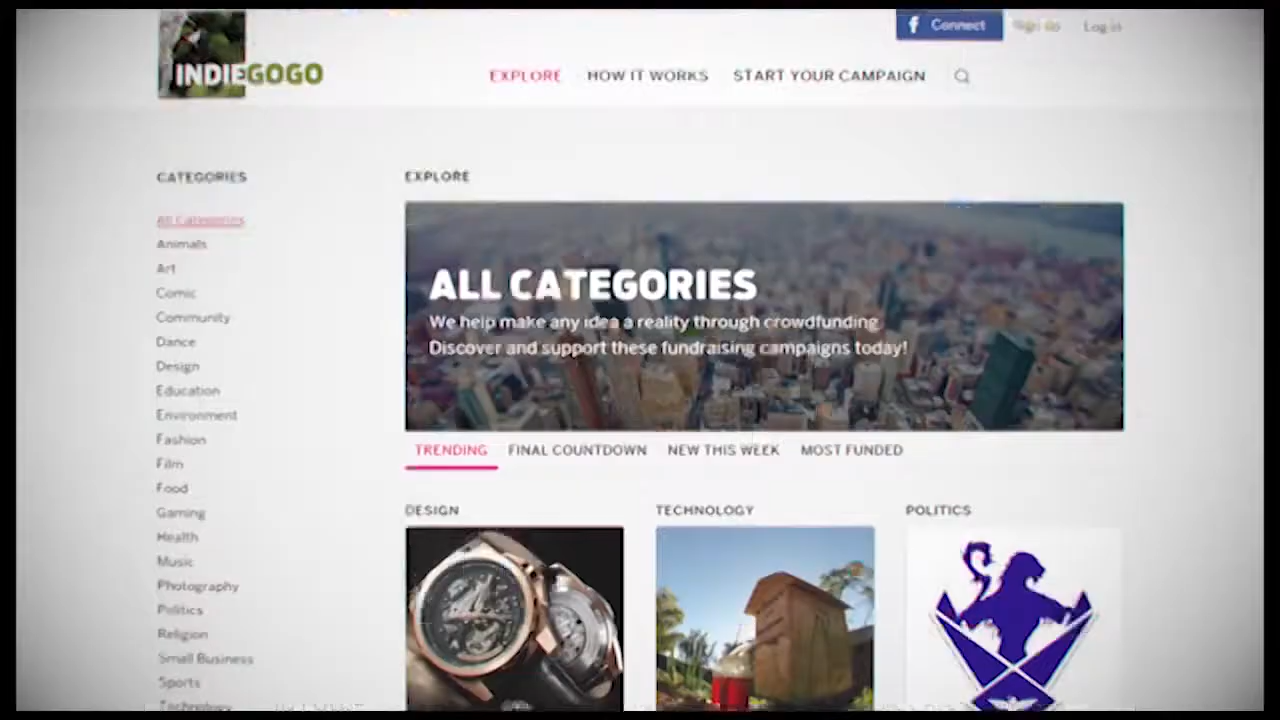 Connect
Sign Up
Log in
INDIEGOGO
EXPLORE
HOW IT WORKS
START YOUR CAMPAIGN
CATEGORIES
All Categories
Animals
Art
Comic
Community
Dance
Design
Education
Environment
Fashion
Film
Food
Gaming
Health
Music
Photography
Politics
Religion
Small Business
Sports
Technology
EXPLORE
ALL CATEGORIES
We help make any idea a reality through crowdfunding
Discover and support these fundraising campaigns today!
TRENDING
FINAL COUNTDOWN
NEW THIS WEEK
MOST FUNDED
DESIGN
TECHNOLOGY
POLITICS